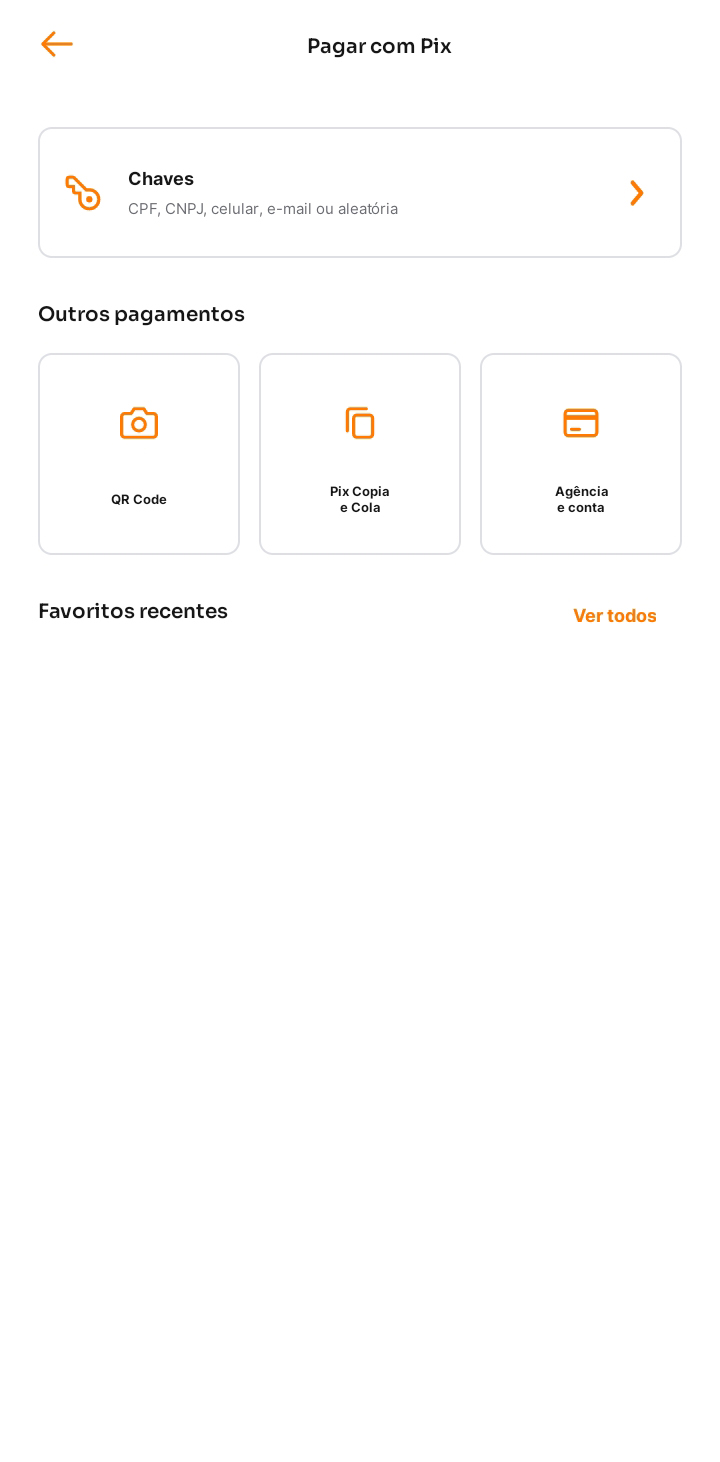 Pagar com Pix
Chaves
CPF, CNPJ, celular, e-mail ou aleatória
Outros pagamentos
QR Code
Pix Copia
e Cola
Agência
e conta
Favoritos recentes
Ver todos